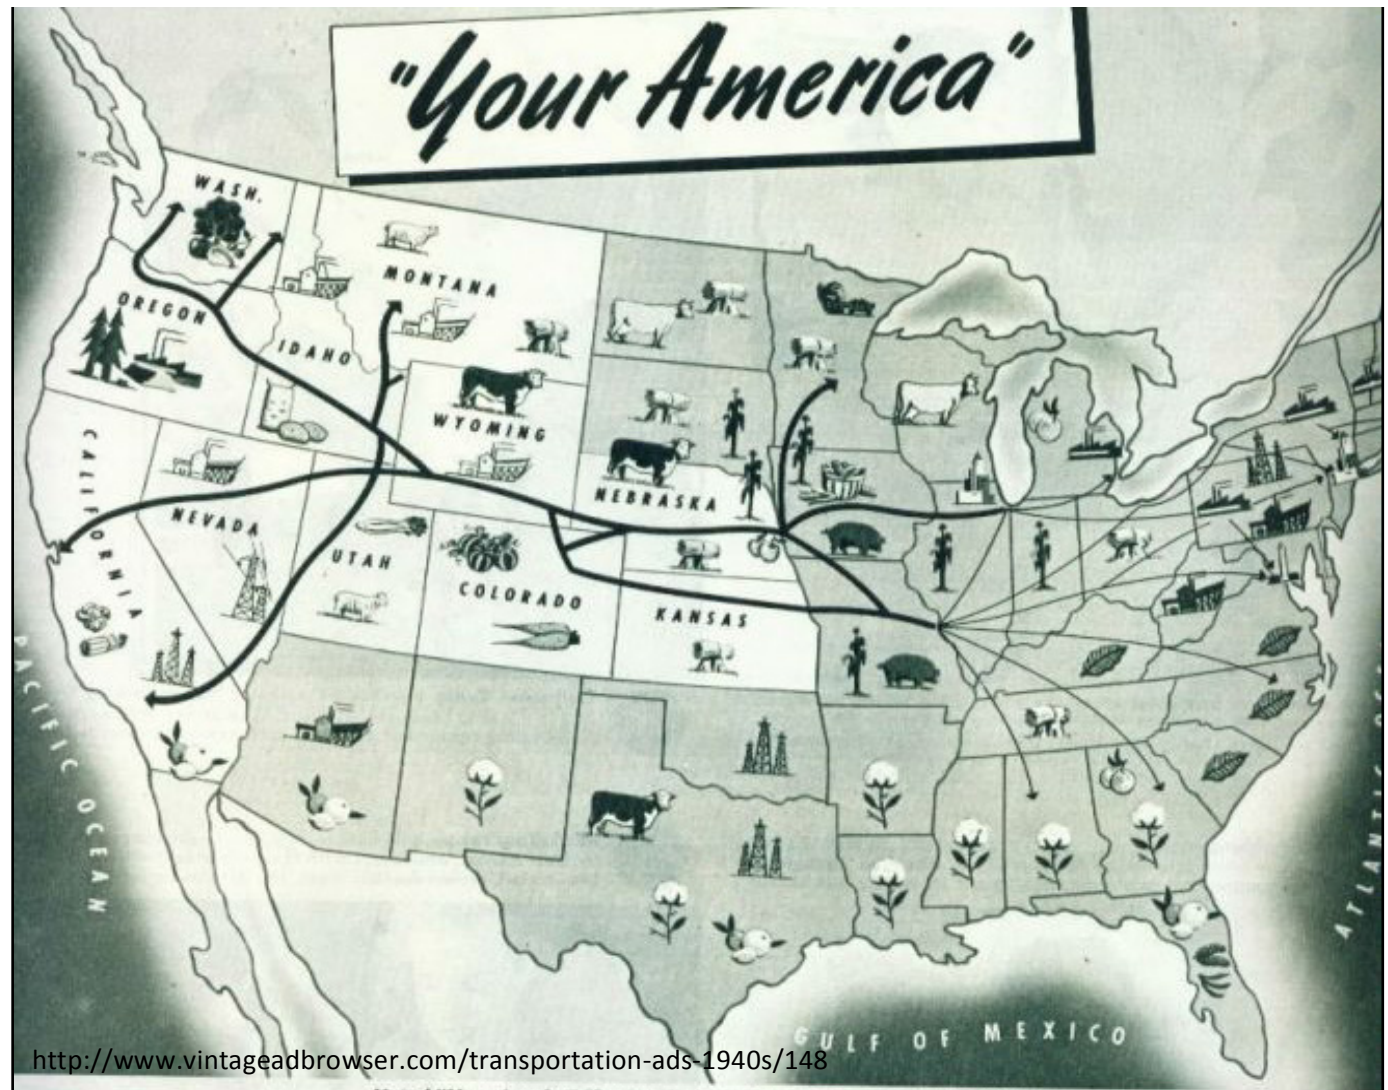 "Your America"
WASH.
MONTANA
OREGON
IDAHO
WYOMING
CALIFORNIA
NEBRASKA
NEVADA
UTAH
COLORADO
KANSAS
PACIFIC OCEAN
ATLANTIC
GULF OF MEXICO
http://www.vintageadbrowser.com/transportation-ads-1940s/148